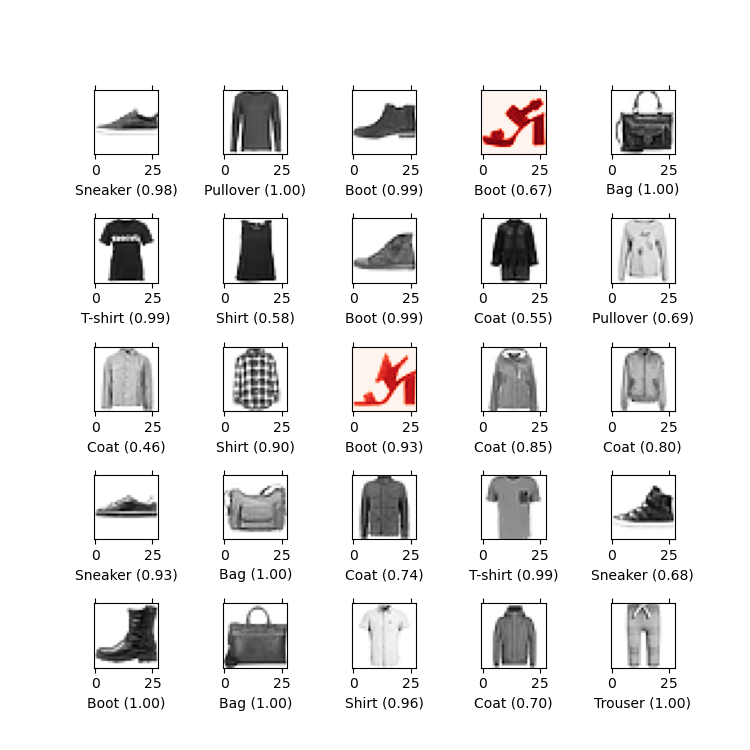 0 25 0 25 0 25 0 25 0 25
Sneaker (0.98) Pullover (1.00) Boot (0.99) Boot (0.67) Bag (1.00)
0 25 0 25 0 25 0 25 0 25
T-shirt (0.99) Shirt (0.58) Boot (0.99) Coat (0.55) Pullover (0.69)
0 25 0 25 0 25 0 25 0 25
Coat (0.46) Shirt (0.90) Boot (0.93) Coat (0.85) Coat (0.80)
0 25 0 25 0 25 0 25 0 25
Sneaker (0.93) Bag (1.00) Coat (0.74) T-shirt (0.99) Sneaker (0.68)
0 25 0 25 0 25 0 25 0 25
Boot (1.00) Bag (1.00) Shirt (0.96) Coat (0.70) Trouser (1.00)